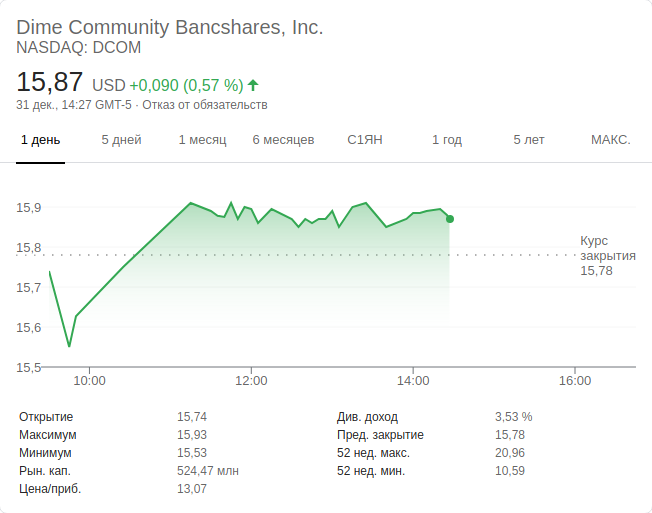 Dime Community Bancshares, Inc.
NASDAQ: DCOM
15,87 USD +0,090 (0,57 %)
31 дек., 14:27 GMT-5 · Отказ от обязательств
1 день 5 дней 1 месяц 6 месяцев С1ЯН 1 год 5 лет МАКС.
15,9
15,8
15,7
15,6
15,5
Курс
закрытия
15,78
10:00 12:00 14:00 16:00
Открытие 15,74 Див. доход 3,53 %
Максимум 15,93 Пред. закрытие 15,78
Минимум 15,53 52 нед. макс. 20,96
Рын. кап. 524,47 млн 52 нед. мин. 10,59
Цена/приб. 13,07